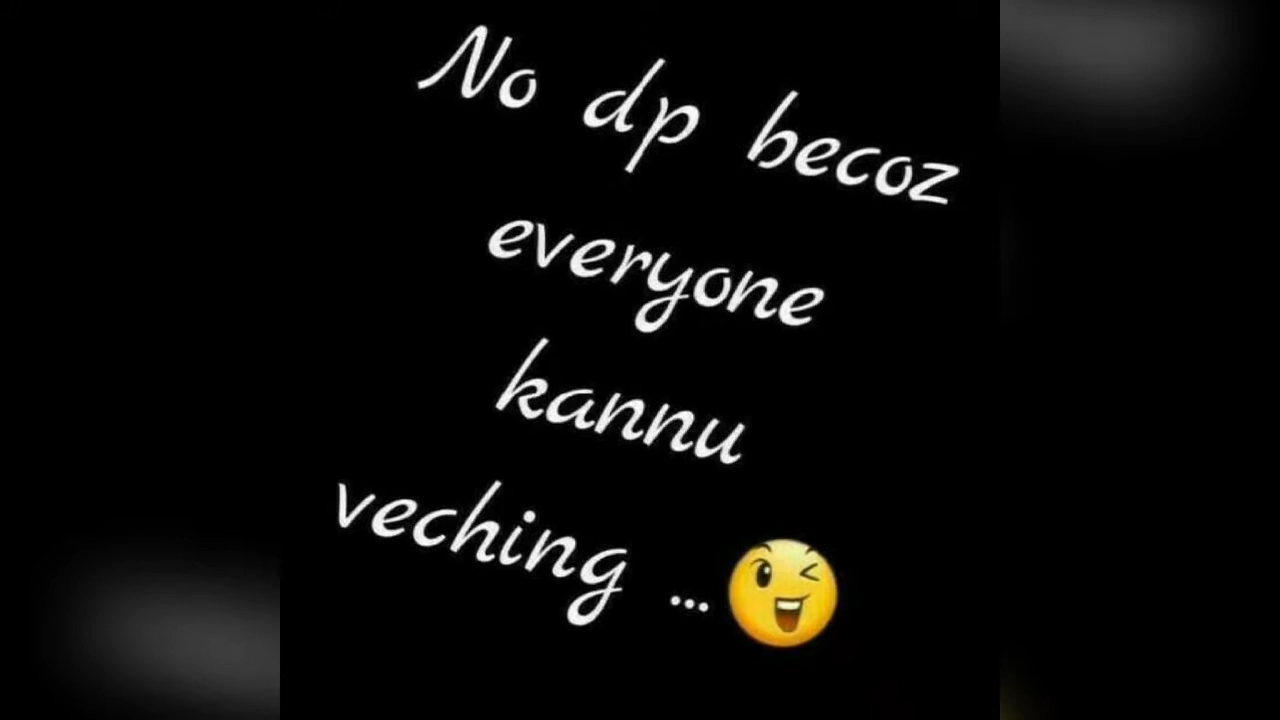 No dp becoz
everyone
kannu
veching ...😉